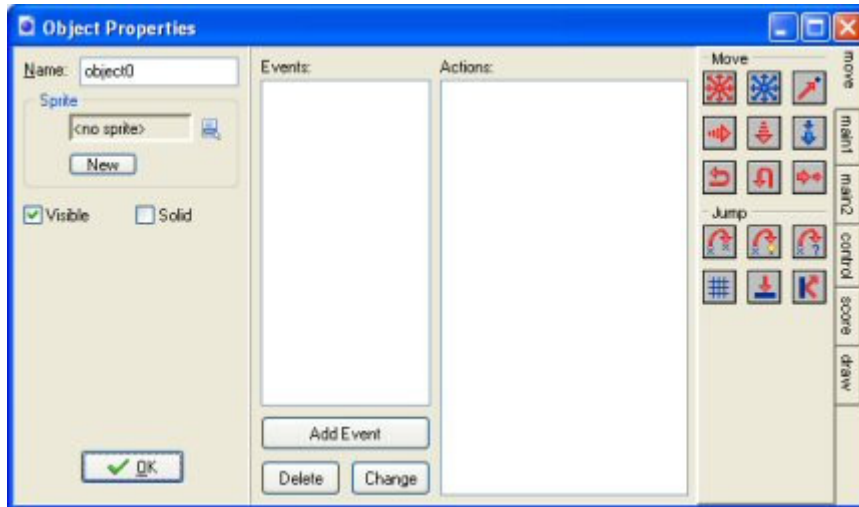 Object Properties
Name: object0
Sprite
<no sprite>
New
Visible Solid
OK
Events:
Add Event
Delete Change
Actions:
Move
Jump
move
main1
main2
control
score
draw